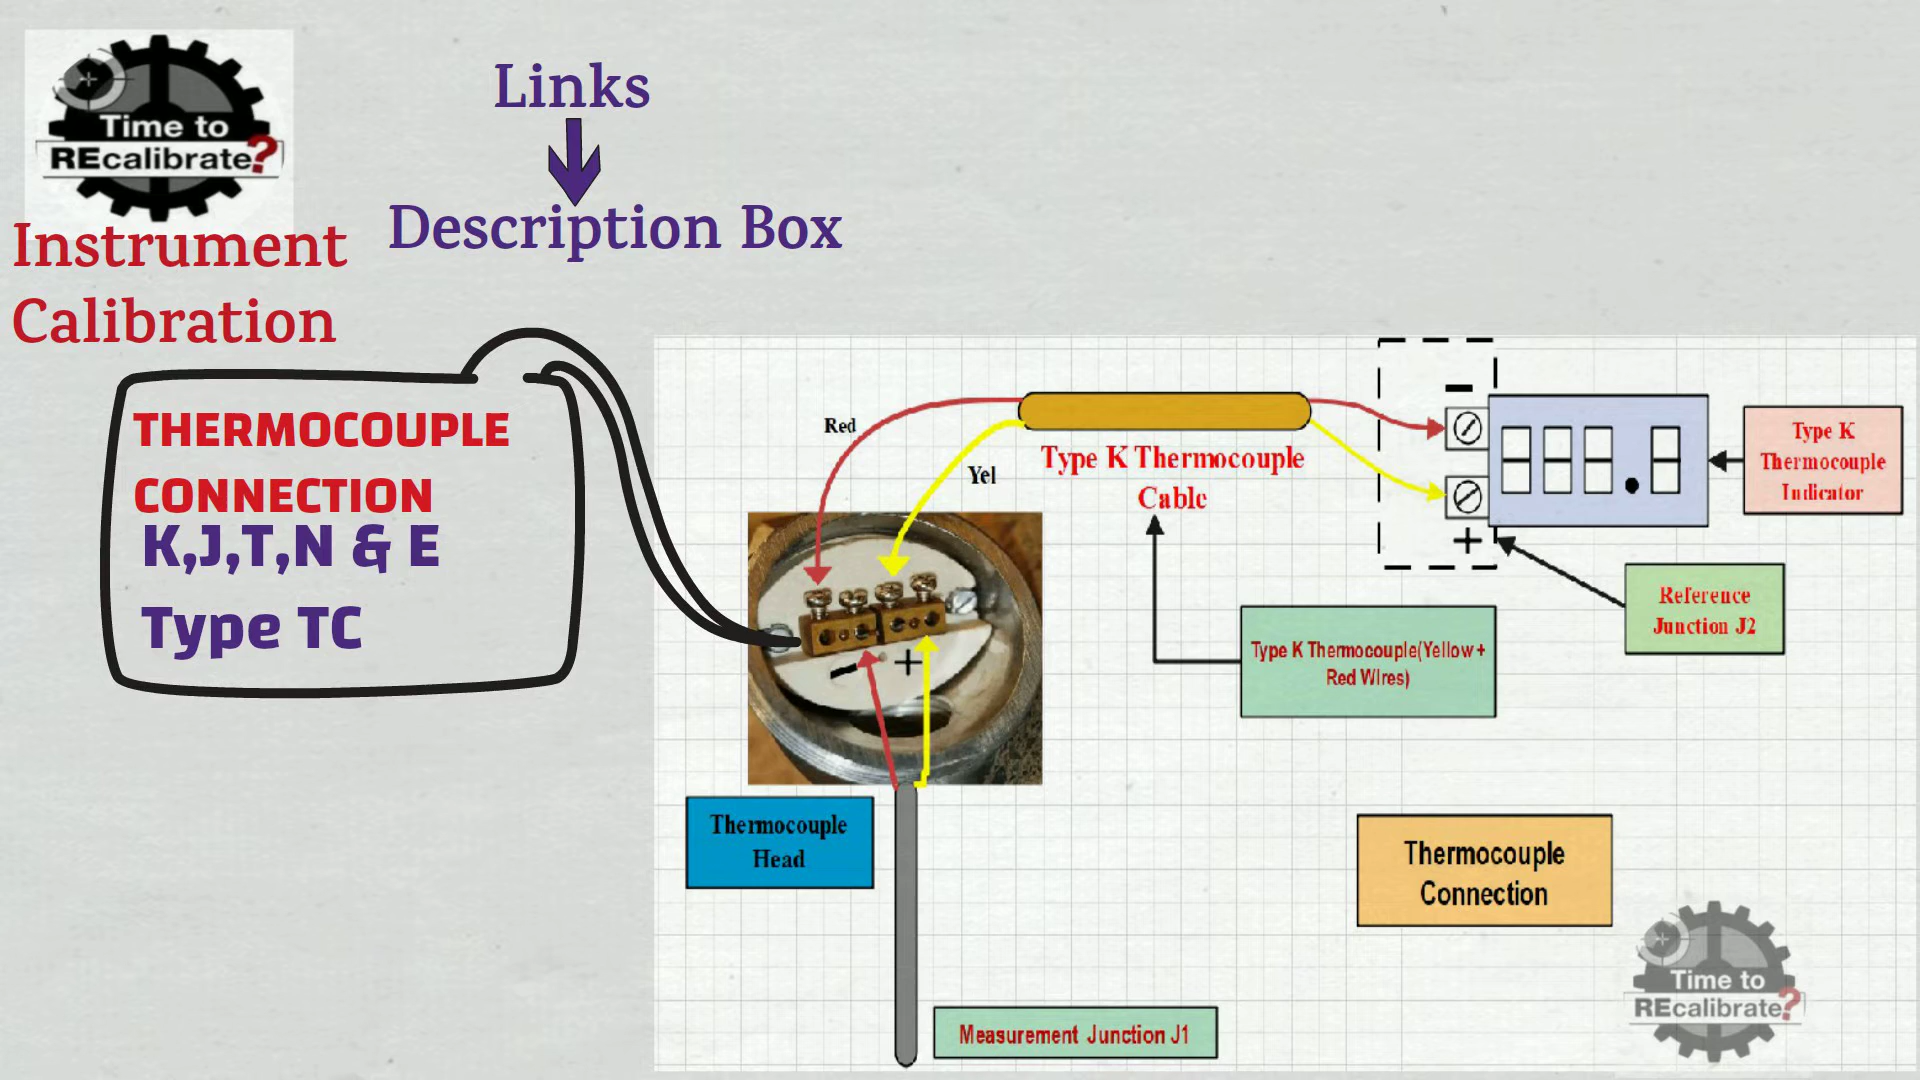 Time to
REcalibrate?
Instrument
Calibration
Links
Description Box
THERMOCOUPLE
CONNECTION
K,J,T,N & E
Type TC
Red
Yel
Type K Thermocouple
Cable
−
+
Type K
Thermocouple
Indicator
Reference
Junction J2
Type K Thermocouple(Yellow +
Red WIres)
− +
Thermocouple
Head
Thermocouple
Connection
Measurement Junction J1
Time to
REcalibrate?